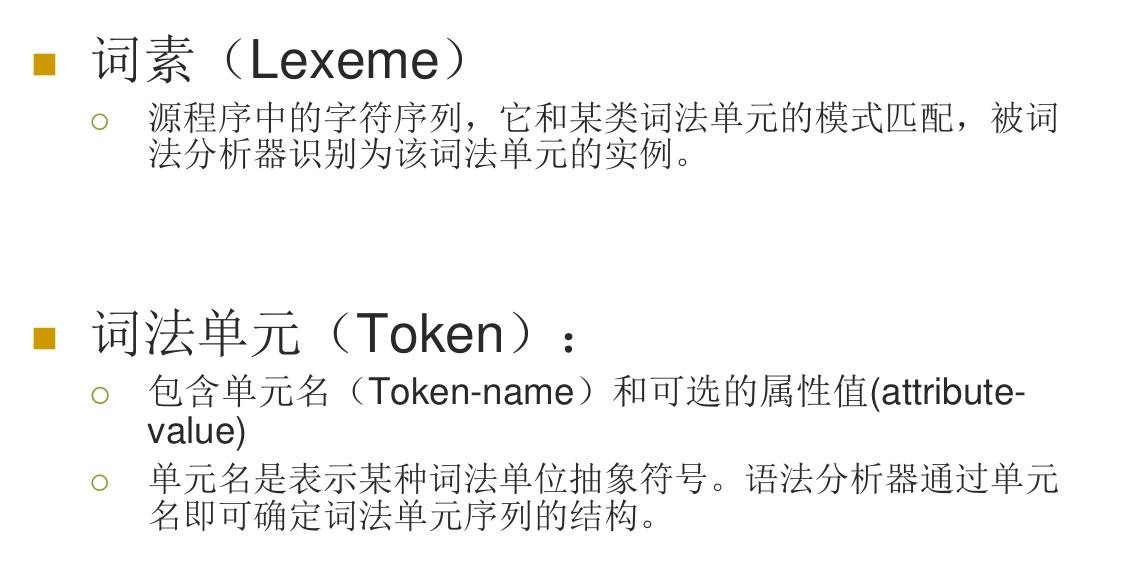 词素（Lexeme）
源程序中的字符序列，它和某类词法单元的模式匹配，被词
法分析器识别为该词法单元的实例。
词法单元（Token）：
包含单元名（Token-name）和可选的属性值(attribute-
value)
单元名是表示某种词法单位抽象符号。语法分析器通过单元
名即可确定词法单元序列的结构。